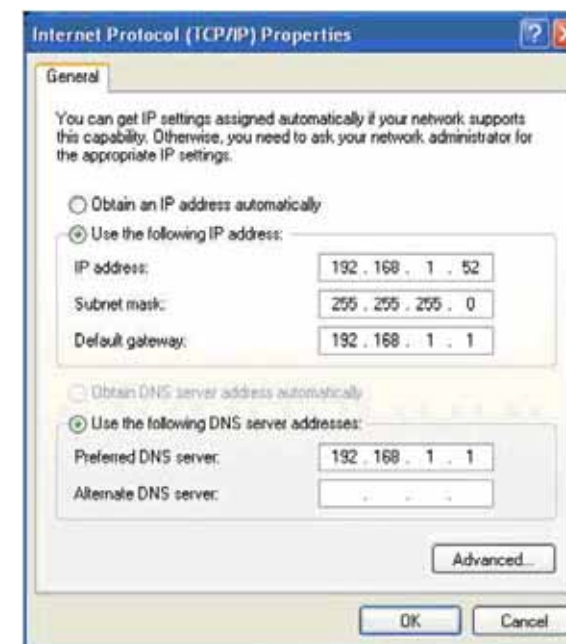 Internet Protocol (TCP/IP) Properties
General
You can get IP settings assigned automatically if your network supports
this capability. Otherwise, you need to ask your network administrator for
the appropriate IP settings.
Obtain an IP address automatically
Use the following IP address:
IP address: 192 . 168 . 1 . 52
Subnet mask: 255 . 255 . 255 . 0
Default gateway: 192 . 168 . 1 . 1
Obtain DNS server address automatically
Use the following DNS server addresses:
Preferred DNS server: 192 . 168 . 1 . 1
Alternate DNS server: . . .
Advanced...
OK Cancel